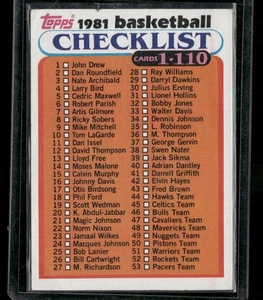 Topps 1981 basketball
CHECKLIST
CARDS 1-110
1 John Drew
2 Dan Roundfield
3 Nate Archibald
4 Larry Bird
5 Cedric Maxwell
6 Robert Parish
7 Artis Gilmore
8 Ricky Sobers
9 Mike Mitchell
10 Tom LaGarde
11 Dan Issel
12 David Thompson
13 Lloyd Free
14 Moses Malone
15 Calvin Murphy
16 Johnny Davis
17 Otis Birdsong
18 Phil Ford
19 Scott Wedman
20 K. Abdul-Jabbar
21 Magic Johnson
22 Norm Nixon
23 Jamaal Wilkes
24 Marques Johnson
25 Bob Lanier
26 Bill Cartwright
27 M. Richardson
28 Ray Williams
29 Darryl Dawkins
30 Julius Erving
31 Lionel Hollins
32 Bobby Jones
33 Walter Davis
34 Dennis Johnson
35 L. Robinson
36 M. Thompson
37 George Gervin
38 Swen Nater
39 Jack Sikma
40 Adrian Dantley
41 Darrell Griffith
42 Elvin Hayes
43 Fred Brown
44 Hawks Team
45 Celtics Team
46 Bulls Team
47 Cavaliers Team
48 Mavericks Team
49 Nuggets Team
50 Pistons Team
51 Warriors Team
52 Rockets Team
53 Pacers Team